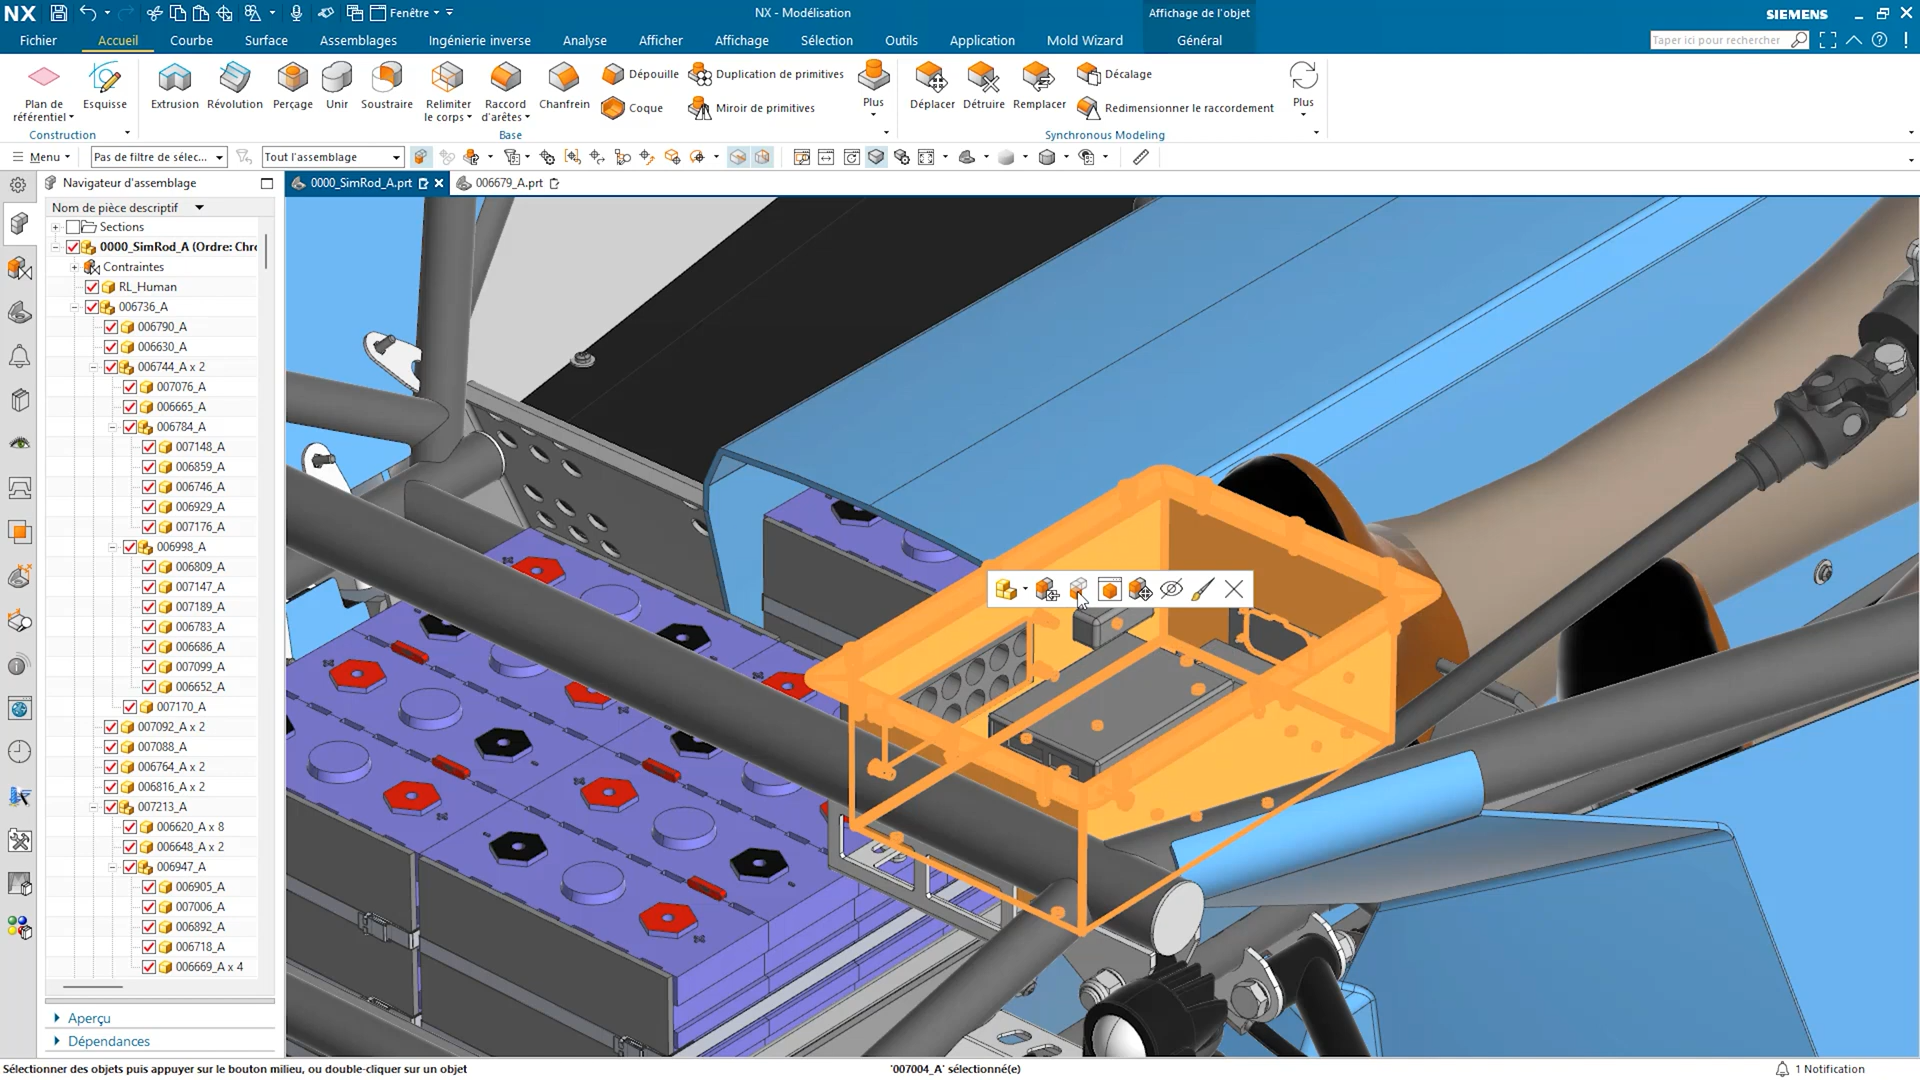 NX
Fenêtre
NX - Modélisation
Affichage de l'objet
SIEMENS
Fichier
Accueil
Courbe
Surface
Assemblages
Ingénierie inverse
Analyse
Afficher
Affichage
Sélection
Outils
Application
Mold Wizard
Général
Taper ici pour rechercher
Plan de référentiel
Esquisse
Extrusion
Révolution
Perçage
Unir
Soustraire
Relimiter le corps
Raccord d'arêtes
Chanfrein
Dépouille
Coque
Duplication de primitives
Miroir de primitives
Plus
Déplacer
Détruire
Remplacer
Décalage
Redimensionner le raccordement
Plus
Construction
Base
Synchronous Modeling
Menu
Pas de filtre de sélec...
Tout l'assemblage
Navigateur d'assemblage
0000_SimRod_A.prt
006679_A.prt
Nom de pièce descriptif
Sections
0000_SimRod_A (Ordre: Chro
Contraintes
RL_Human
006736_A
006790_A
006630_A
006744_A x 2
007076_A
006665_A
006784_A
007148_A
006859_A
006746_A
006929_A
007176_A
006998_A
006809_A
007147_A
007189_A
006783_A
006686_A
007099_A
006652_A
007170_A
007092_A x 2
007088_A
006764_A x 2
006816_A x 2
007213_A
006620_A x 8
006648_A x 2
006947_A
006905_A
007006_A
006892_A
006718_A
006669_A x 4
Aperçu
Dépendances
Sélectionner des objets puis appuyer sur le bouton milieu, ou double-cliquer sur un objet
'007004_A' sélectionné(e)
1 Notification